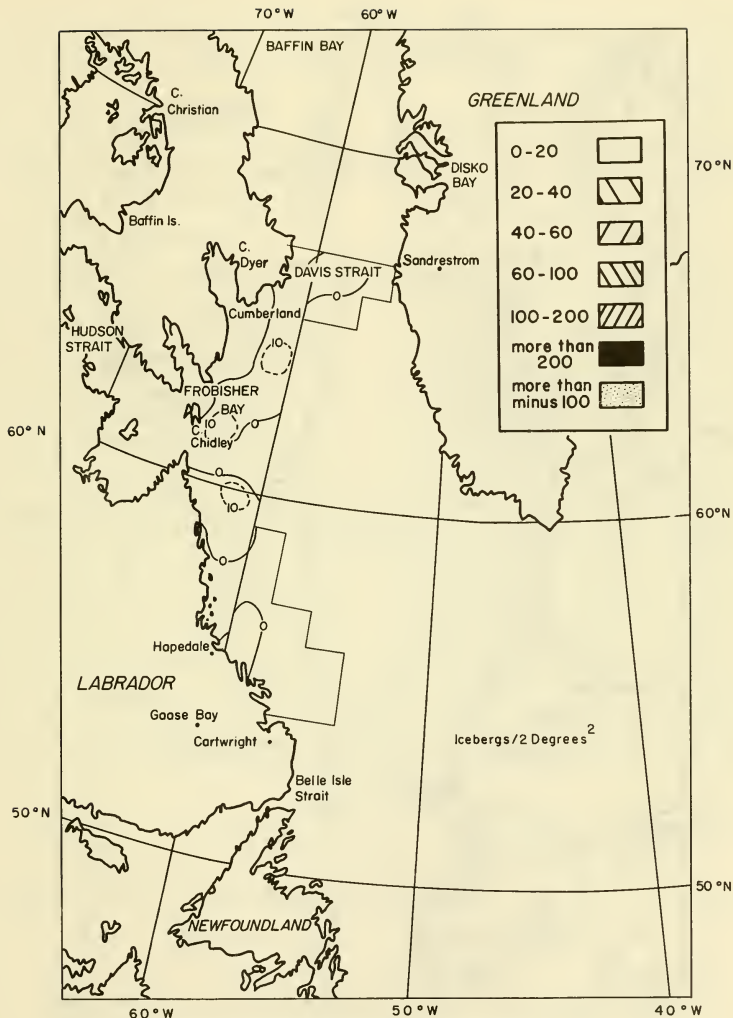 70° W
60° W
BAFFIN BAY
C.
Christian
GREENLAND
0-20
20-40
40-60
60-100
100-200
more than
200
more than
minus 100
DISKO
BAY
70° N
Baffin Is.
C.
Dyer
DAVIS STRAIT
Sandrestrom
0
Cumberland
HUDSON
STRAIT
10
FROBISHER
BAY
10
C.
Chidley
0
60° N
0
10
60° N
0
0
Hopedale
LABRADOR
Goose Bay
Cartwright
Icebergs/2 Degrees²
Belle Isle
Strait
50° N
50° N
NEWFOUNDLAND
60° W
50° W
40° W